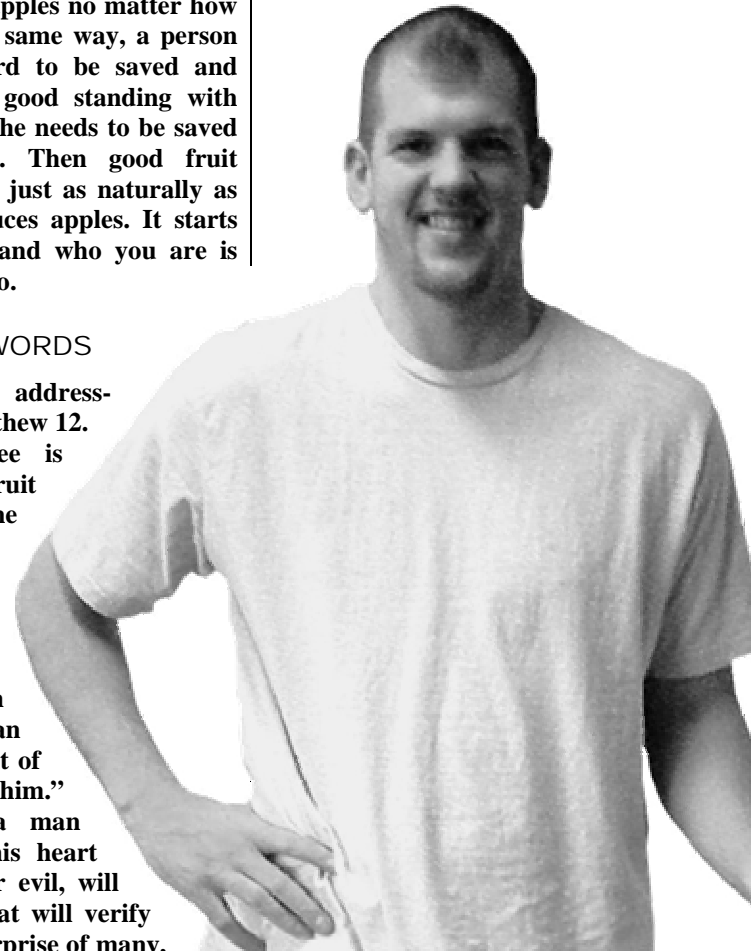 pples no matter how
same way, a person
rd to be saved and
good standing with
he needs to be saved
. Then good fruit
just as naturally as
uces apples. It starts
and who you are is
o.
WORDS
address-
thew 12.
ee is
ruit
he
n
an
t of
him.”
a man
his heart
r evil, will
at will verify
rprise of many,